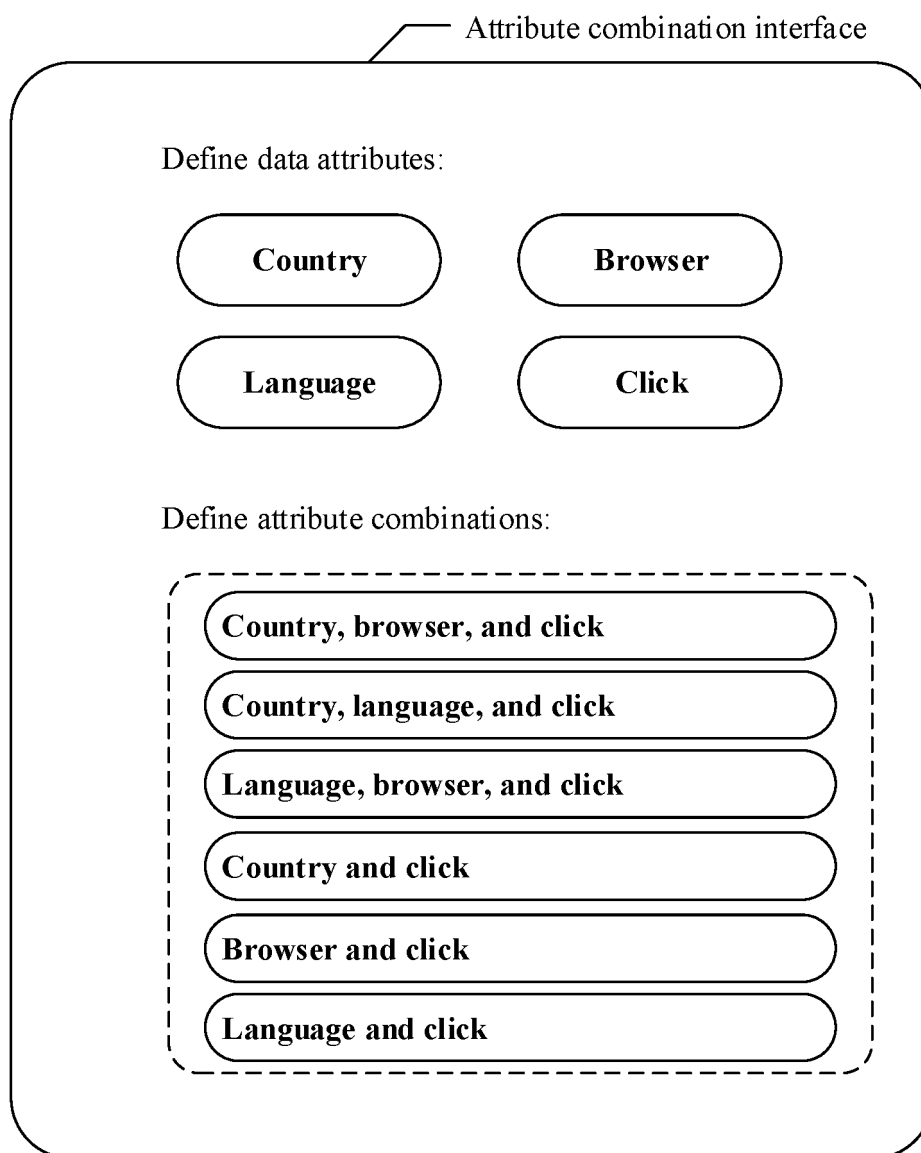 Attribute combination interface
Define data attributes:
Country
Browser
Language
Click
Define attribute combinations:
Country, browser, and click
Country, language, and click
Language, browser, and click
Country and click
Browser and click
Language and click